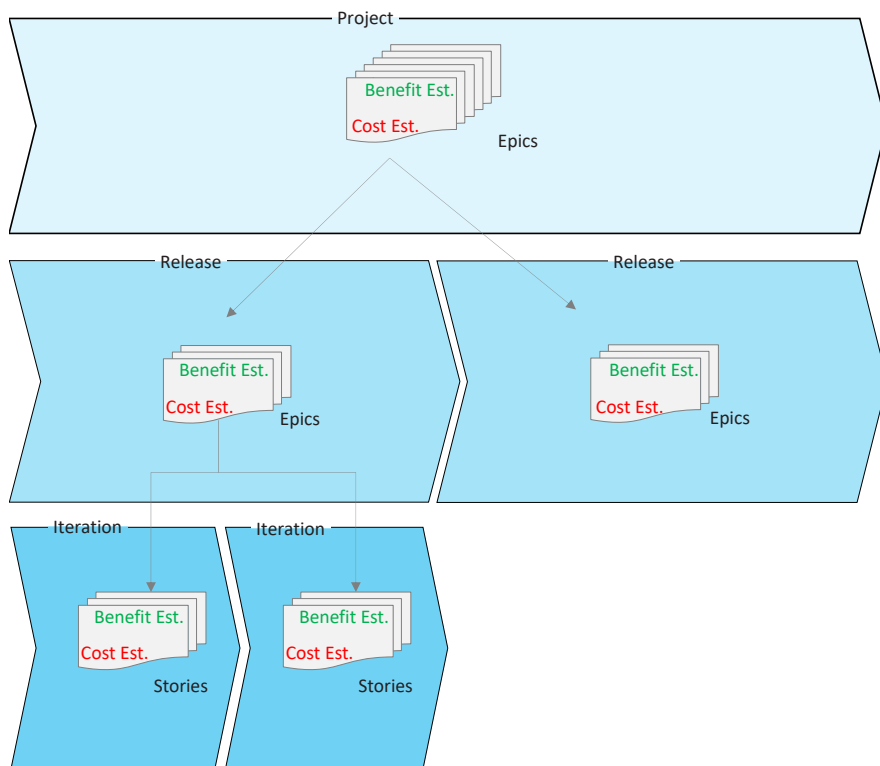 Project
Benefit Est.
Cost Est.
Epics
Release
Release
Benefit Est.
Cost Est.
Epics
Benefit Est.
Cost Est.
Epics
Iteration
Iteration
Benefit Est.
Cost Est.
Stories
Benefit Est.
Cost Est.
Stories